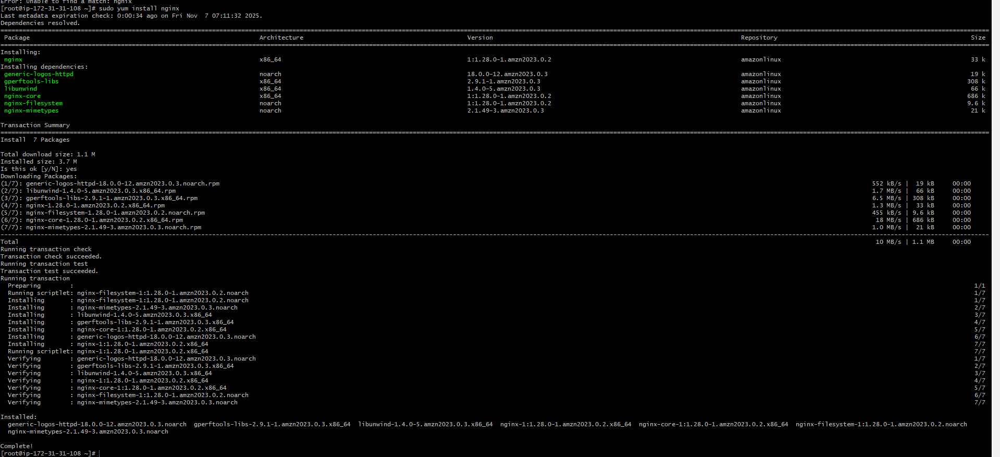 Error: Unable to find a match: ngnix
[root@ip-172-31-31-108 ~]# sudo yum install nginx
Last metadata expiration check: 0:00:34 ago on Fri Nov  7 07:11:32 2025.
Dependencies resolved.
Package Architecture Version Repository Size
Installing:
nginx x86_64 1:1.28.0-1.amzn2023.0.2 amazonlinux 33 k
Installing dependencies:
generic-logos-httpd noarch 18.0.0-12.amzn2023.0.3 amazonlinux 19 k
gperftools-libs x86_64 2.9.1-1.amzn2023.0.3 amazonlinux 308 k
libunwind x86_64 1.4.0-5.amzn2023.0.3 amazonlinux 66 k
nginx-core x86_64 1:1.28.0-1.amzn2023.0.2 amazonlinux 686 k
nginx-filesystem noarch 1:1.28.0-1.amzn2023.0.2 amazonlinux 9.6 k
nginx-mimetypes noarch 2.1.49-3.amzn2023.0.3 amazonlinux 21 k
Transaction Summary
Install  7 Packages
Total download size: 1.1 M
Installed size: 3.7 M
Is this ok [y/N]: yes
Downloading Packages:
(1/7): generic-logos-httpd-18.0.0-12.amzn2023.0.3.noarch.rpm 552 kB/s |  19 kB     00:00
(2/7): libunwind-1.4.0-5.amzn2023.0.3.x86_64.rpm 1.7 MB/s |  66 kB     00:00
(3/7): gperftools-libs-2.9.1-1.amzn2023.0.3.x86_64.rpm 6.5 MB/s | 308 kB     00:00
(4/7): nginx-1.28.0-1.amzn2023.0.2.x86_64.rpm 1.3 MB/s |  33 kB     00:00
(5/7): nginx-filesystem-1.28.0-1.amzn2023.0.2.noarch.rpm 455 kB/s | 9.6 kB     00:00
(6/7): nginx-core-1.28.0-1.amzn2023.0.2.x86_64.rpm 18 MB/s | 686 kB     00:00
(7/7): nginx-mimetypes-2.1.49-3.amzn2023.0.3.noarch.rpm 1.0 MB/s |  21 kB     00:00
Total 10 MB/s | 1.1 MB     00:00
Running transaction check
Transaction check succeeded.
Running transaction test
Transaction test succeeded.
Running transaction
Preparing        : 1/1
Running scriptlet: nginx-filesystem-1:1.28.0-1.amzn2023.0.2.noarch 1/7
Installing       : nginx-filesystem-1:1.28.0-1.amzn2023.0.2.noarch 1/7
Installing       : nginx-mimetypes-2.1.49-3.amzn2023.0.3.noarch 2/7
Installing       : libunwind-1.4.0-5.amzn2023.0.3.x86_64 3/7
Installing       : gperftools-libs-2.9.1-1.amzn2023.0.3.x86_64 4/7
Installing       : nginx-core-1:1.28.0-1.amzn2023.0.2.x86_64 5/7
Installing       : generic-logos-httpd-18.0.0-12.amzn2023.0.3.noarch 6/7
Installing       : nginx-1:1.28.0-1.amzn2023.0.2.x86_64 7/7
Running scriptlet: nginx-1:1.28.0-1.amzn2023.0.2.x86_64 7/7
Verifying        : generic-logos-httpd-18.0.0-12.amzn2023.0.3.noarch 1/7
Verifying        : gperftools-libs-2.9.1-1.amzn2023.0.3.x86_64 2/7
Verifying        : libunwind-1.4.0-5.amzn2023.0.3.x86_64 3/7
Verifying        : nginx-1:1.28.0-1.amzn2023.0.2.x86_64 4/7
Verifying        : nginx-core-1:1.28.0-1.amzn2023.0.2.x86_64 5/7
Verifying        : nginx-filesystem-1:1.28.0-1.amzn2023.0.2.noarch 6/7
Verifying        : nginx-mimetypes-2.1.49-3.amzn2023.0.3.noarch 7/7
Installed:
generic-logos-httpd-18.0.0-12.amzn2023.0.3.noarch  gperftools-libs-2.9.1-1.amzn2023.0.3.x86_64  libunwind-1.4.0-5.amzn2023.0.3.x86_64  nginx-1:1.28.0-1.amzn2023.0.2.x86_64  nginx-core-1:1.28.0-1.amzn2023.0.2.x86_64  nginx-filesystem-1:1.28.0-1.amzn2023.0.2.noarch
nginx-mimetypes-2.1.49-3.amzn2023.0.3.noarch
Complete!
[root@ip-172-31-31-108 ~]#